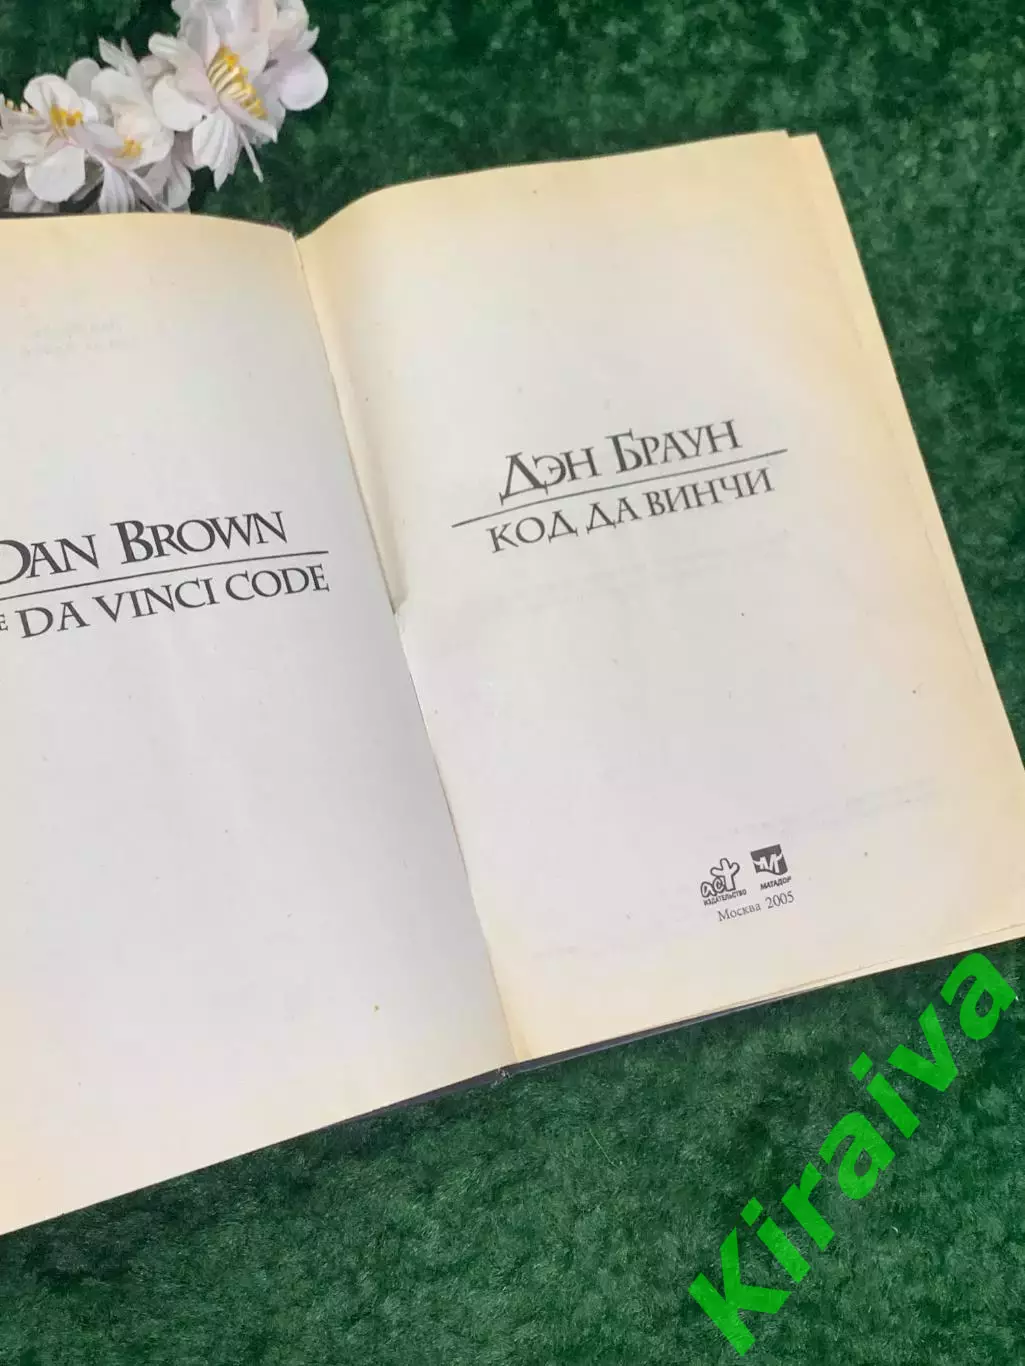 DAN BROWN
E DA VINCI CODE
ДЭН БРАУН
КОД ДА ВИНЧИ
аст
ИЗДАТЕЛЬСТВО
МАТАДОР
Москва 2005
Kiraiva